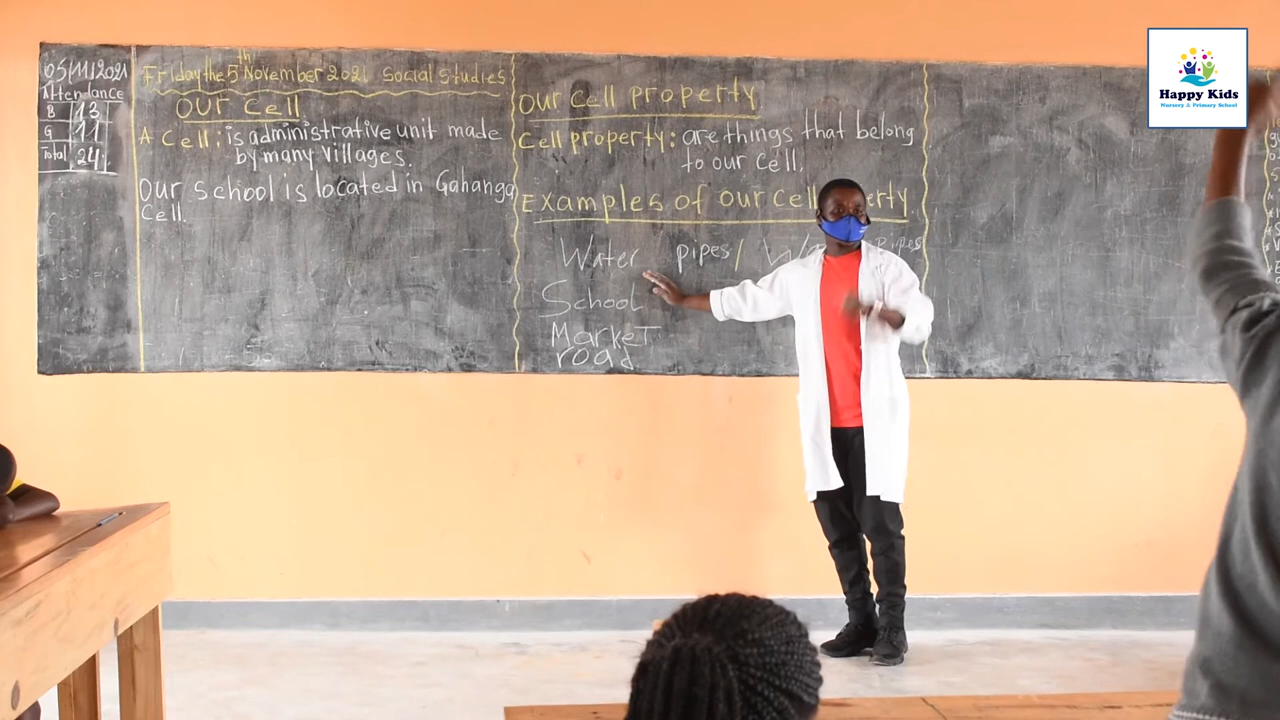 05/11/2021
Attendance
B 13
G 11
Total 24
Friday the 5th November 2021 Social Studies
OUR Cell
A Cell: is administrative unit made
by many Villages.
Our School is located in Gahanga
Cell.
Our Cell property
Cell property: are things that belong
to our Cell.
Examples of our Cell
Water pipes/ Pipes
School
Market
road
Happy Kids
Nursery & Primary School